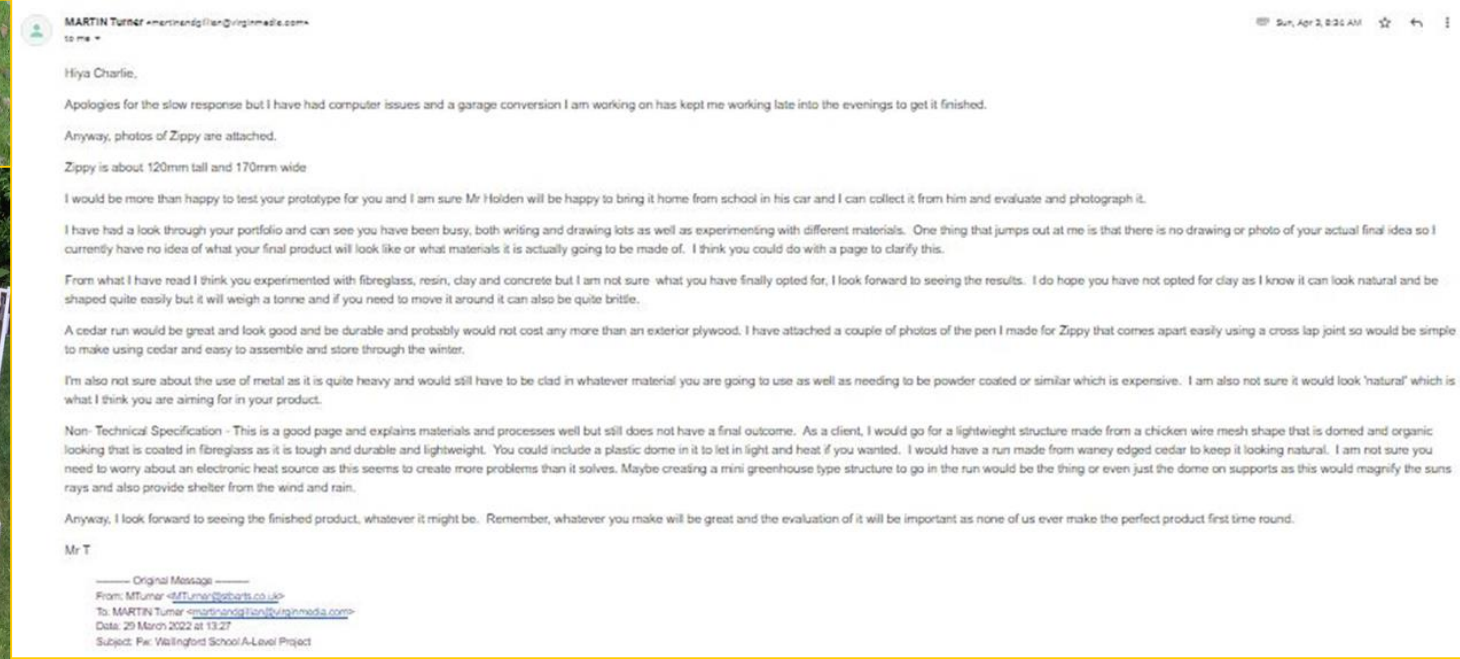 MARTIN Turner <martinandgillian@virginmedia.com>
Sun, Apr 3, 8:36 AM
to me
Hiya Charlie,
Apologies for the slow response but I have had computer issues and a garage conversion I am working on has kept me working late into the evenings to get it finished.
Anyway, photos of Zippy are attached.
Zippy is about 120mm tall and 170mm wide
I would be more than happy to test your prototype for you and I am sure Mr Holden will be happy to bring it home from school in his car and I can collect it from him and evaluate and photograph it.
I have had a look through your portfolio and can see you have been busy, both writing and drawing lots as well as experimenting with different materials. One thing that jumps out at me is that there is no drawing or photo of your actual final idea so I
currently have no idea of what your final product will look like or what materials it is actually going to be made of. I think you could do with a page to clarify this.
From what I have read I think you experimented with fibreglass, resin, clay and concrete but I am not sure what you have finally opted for, I look forward to seeing the results. I do hope you have not opted for clay as I know it can look natural and be
shaped quite easily but it will weigh a tonne and if you need to move it around it can also be quite brittle.
A cedar run would be great and look good and be durable and probably would not cost any more than an exterior plywood. I have attached a couple of photos of the pen I made for Zippy that comes apart easily using a cross lap joint so would be simple
to make using cedar and easy to assemble and store through the winter.
I'm also not sure about the use of metal as it is quite heavy and would still have to be clad in whatever material you are going to use as well as needing to be powder coated or similar which is expensive. I am also not sure it would look 'natural' which is
what I think you are aiming for in your product.
Non- Technical Specification - This is a good page and explains materials and processes well but still does not have a final outcome. As a client, I would go for a lightwieght structure made from a chicken wire mesh shape that is domed and organic
looking that is coated in fibreglass as it is tough and durable and lightweight. You could include a plastic dome in it to let in light and heat if you wanted. I would have a run made from waney edged cedar to keep it looking natural. I am not sure you
need to worry about an electronic heat source as this seems to create more problems than it solves. Maybe creating a mini greenhouse type structure to go in the run would be the thing or even just the dome on supports as this would magnify the suns
rays and also provide shelter from the wind and rain.
Anyway, I look forward to seeing the finished product, whatever it might be. Remember, whatever you make will be great and the evaluation of it will be important as none of us ever make the perfect product first time round.
Mr T
---------- Original Message ----------
From: MTurner <MTurner@stbarts.co.uk>
To: MARTIN Turner <martinandgillian@virginmedia.com>
Date: 29 March 2022 at 13:27
Subject: Fw: Wallingford School A-Level Project